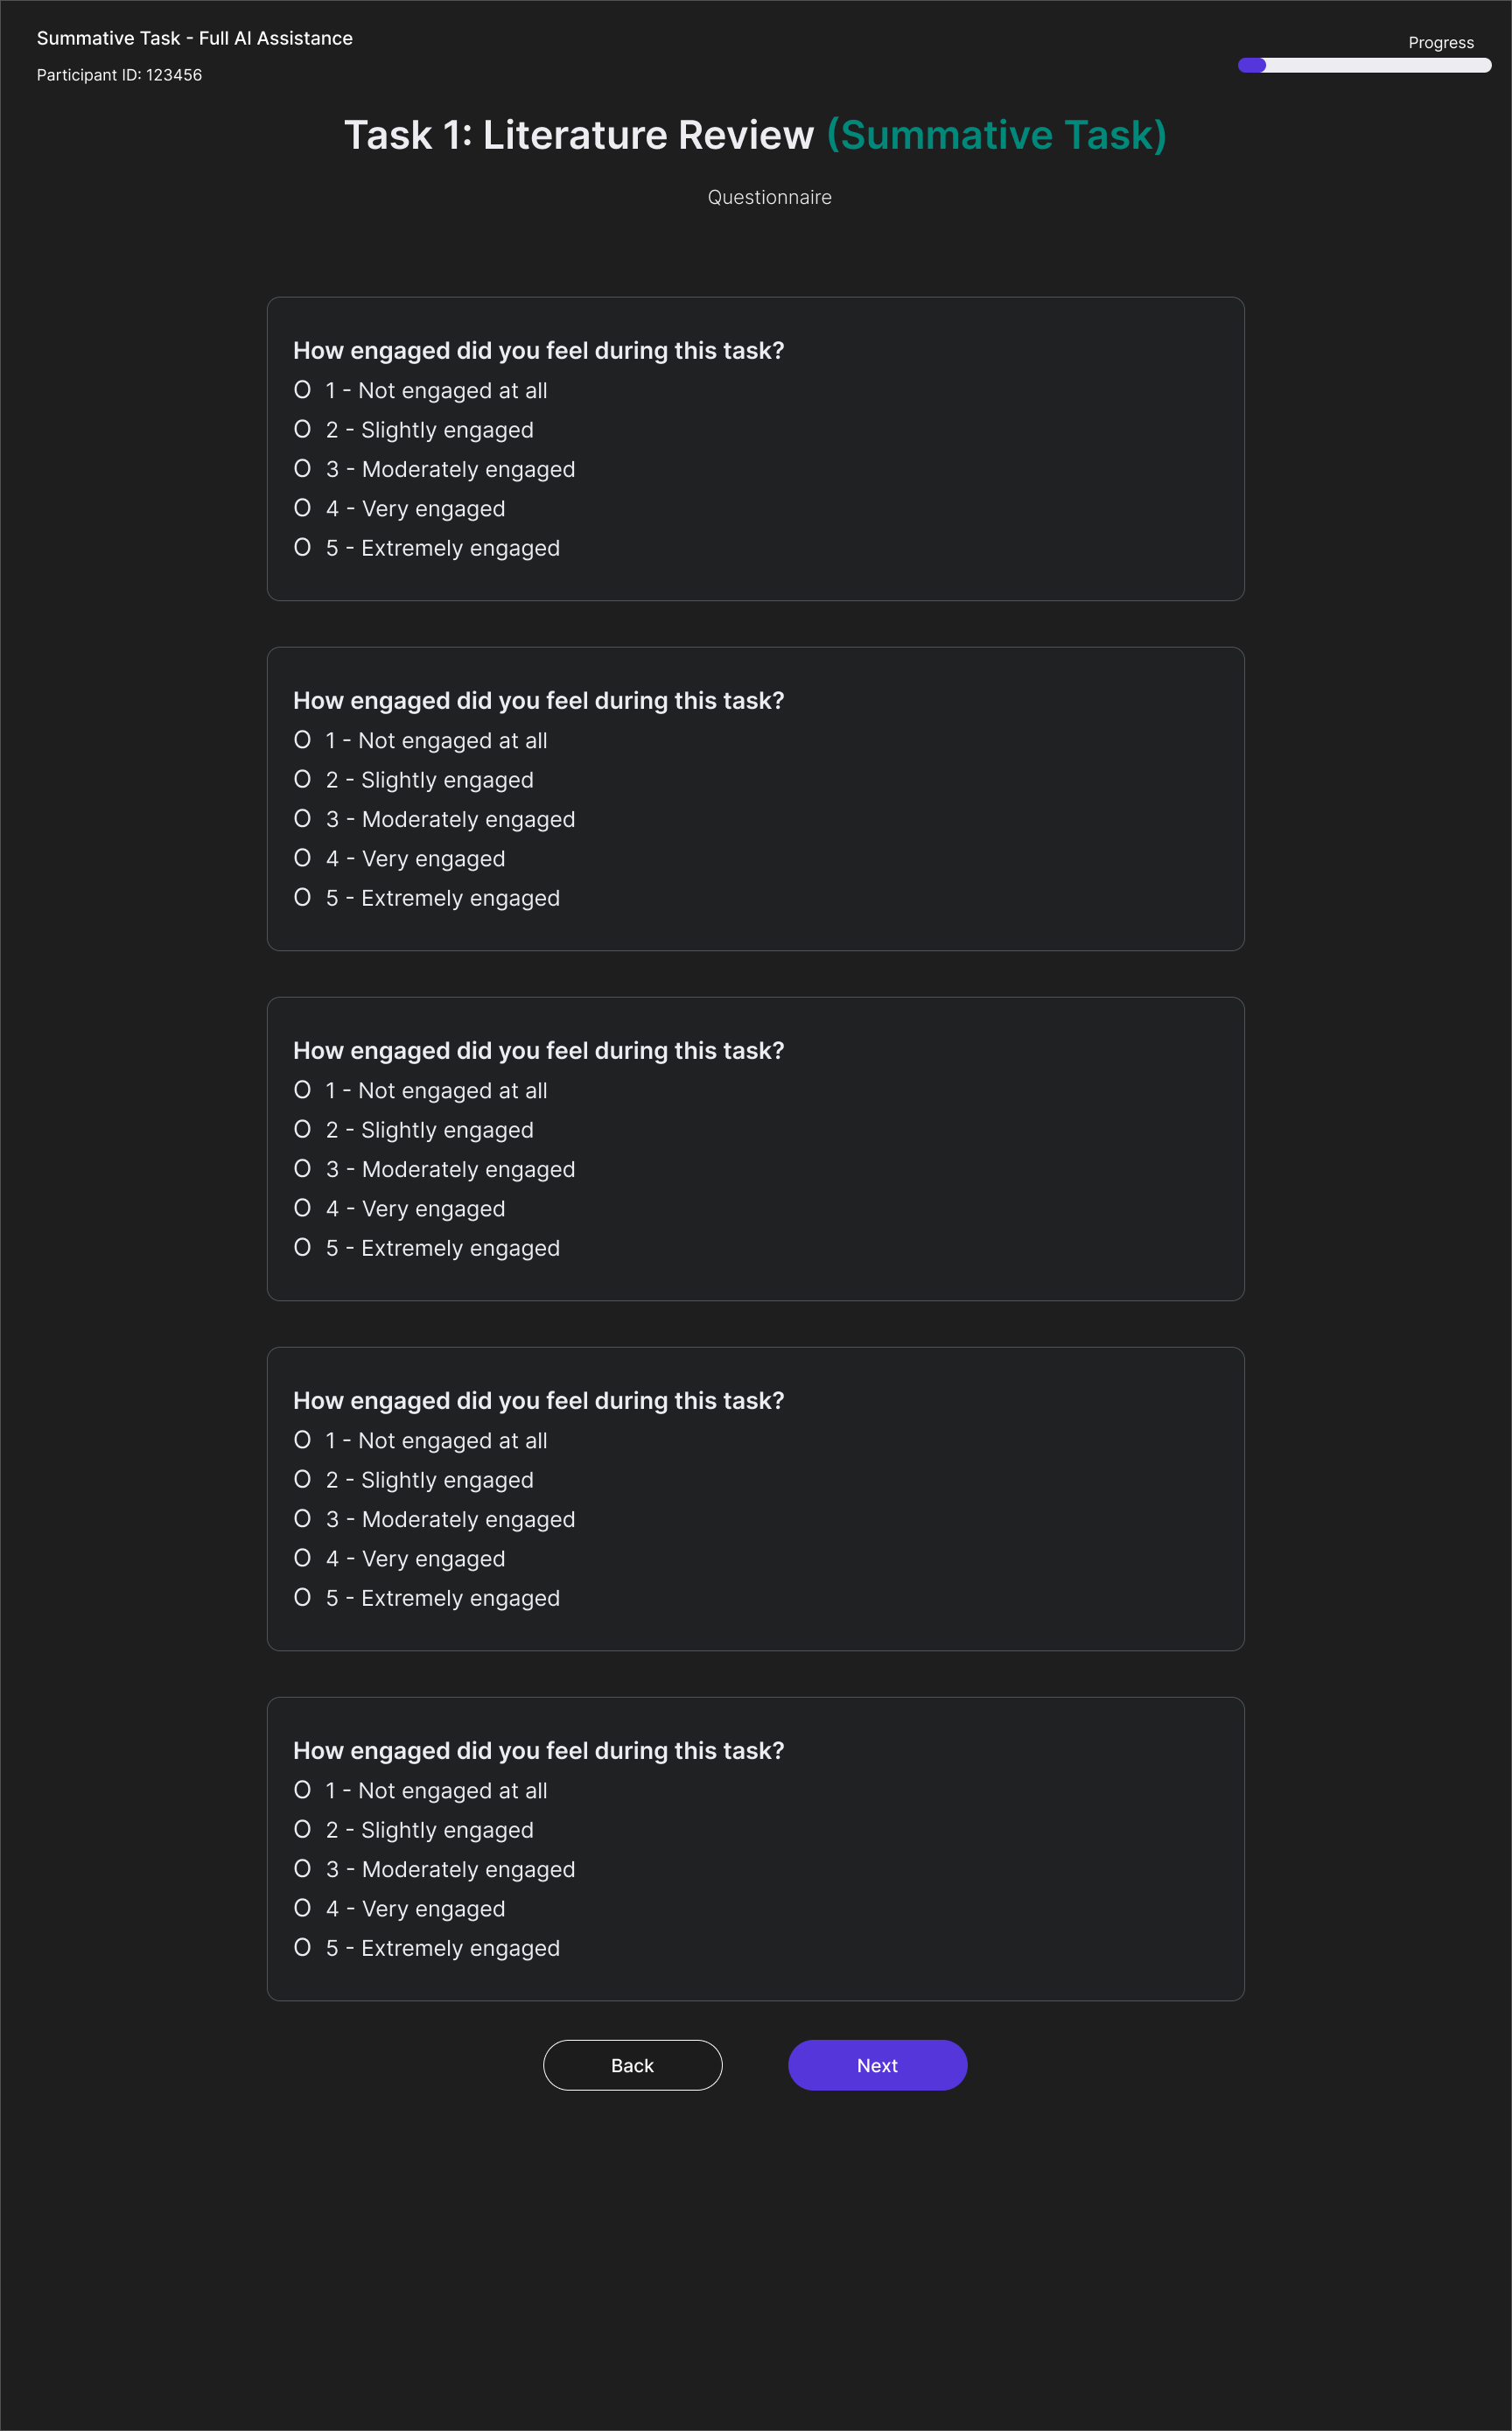 Summative Task - Full AI Assistance
Progress
Participant ID: 123456
Task 1: Literature Review (Summative Task)
Questionnaire
How engaged did you feel during this task?
O 1 - Not engaged at all
O 2 - Slightly engaged
O 3 - Moderately engaged
O 4 - Very engaged
O 5 - Extremely engaged
How engaged did you feel during this task?
O 1 - Not engaged at all
O 2 - Slightly engaged
O 3 - Moderately engaged
O 4 - Very engaged
O 5 - Extremely engaged
How engaged did you feel during this task?
O 1 - Not engaged at all
O 2 - Slightly engaged
O 3 - Moderately engaged
O 4 - Very engaged
O 5 - Extremely engaged
How engaged did you feel during this task?
O 1 - Not engaged at all
O 2 - Slightly engaged
O 3 - Moderately engaged
O 4 - Very engaged
O 5 - Extremely engaged
How engaged did you feel during this task?
O 1 - Not engaged at all
O 2 - Slightly engaged
O 3 - Moderately engaged
O 4 - Very engaged
O 5 - Extremely engaged
Back Next